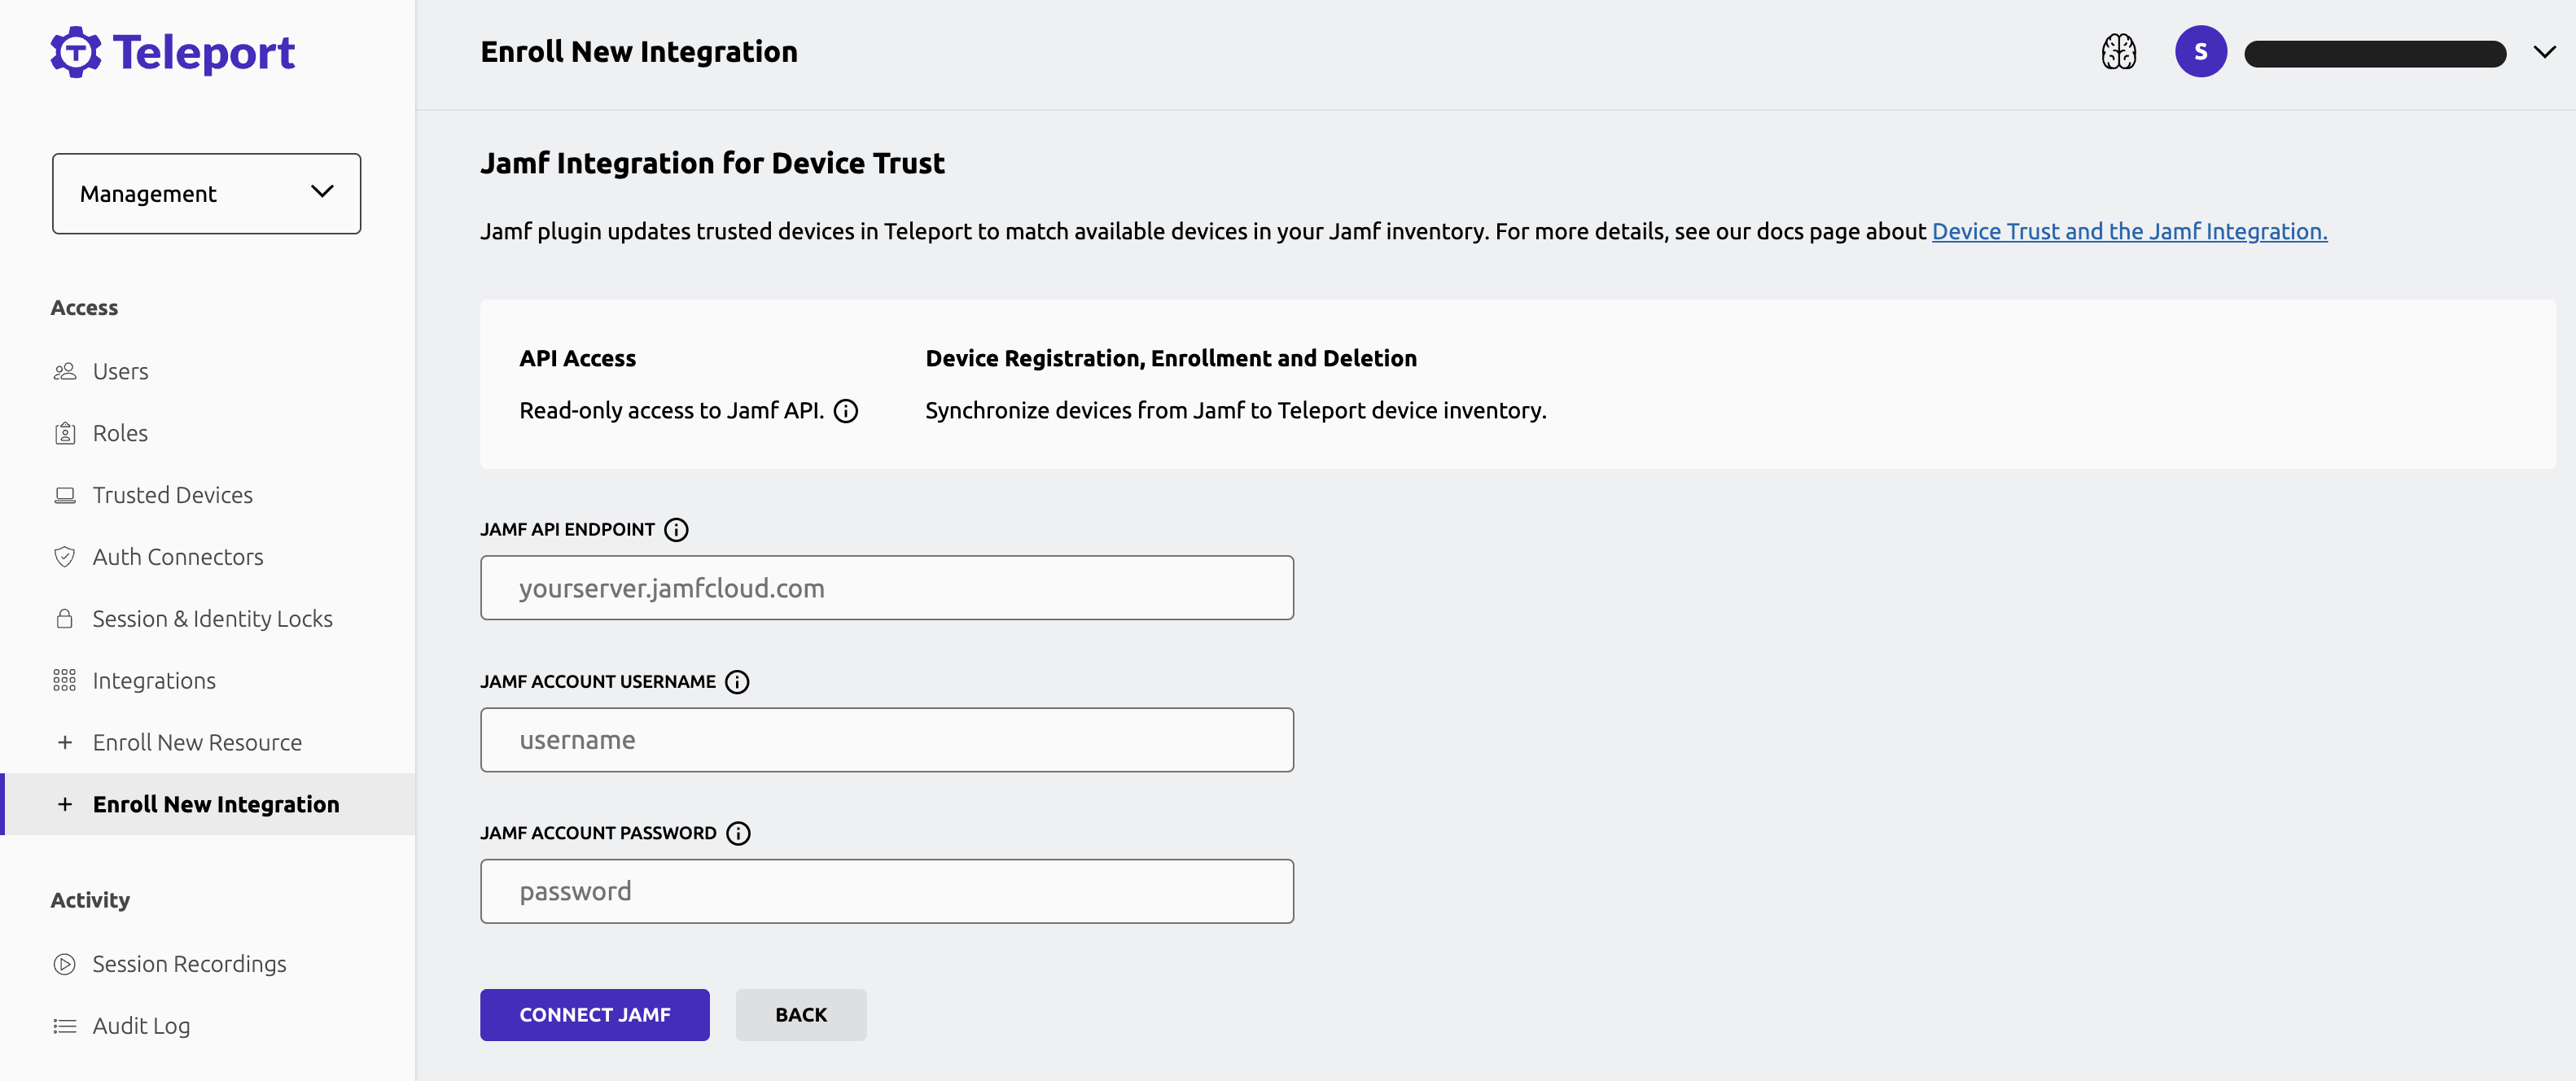 Teleport
Management
Access
Users
Roles
Trusted Devices
Auth Connectors
Session & Identity Locks
Integrations
+ Enroll New Resource
+ Enroll New Integration
Activity
Session Recordings
Audit Log
Enroll New Integration
S
Jamf Integration for Device Trust
Jamf plugin updates trusted devices in Teleport to match available devices in your Jamf inventory. For more details, see our docs page about Device Trust and the Jamf Integration.
API Access
Read-only access to Jamf API.
Device Registration, Enrollment and Deletion
Synchronize devices from Jamf to Teleport device inventory.
JAMF API ENDPOINT
yourserver.jamfcloud.com
JAMF ACCOUNT USERNAME
username
JAMF ACCOUNT PASSWORD
password
CONNECT JAMF
BACK